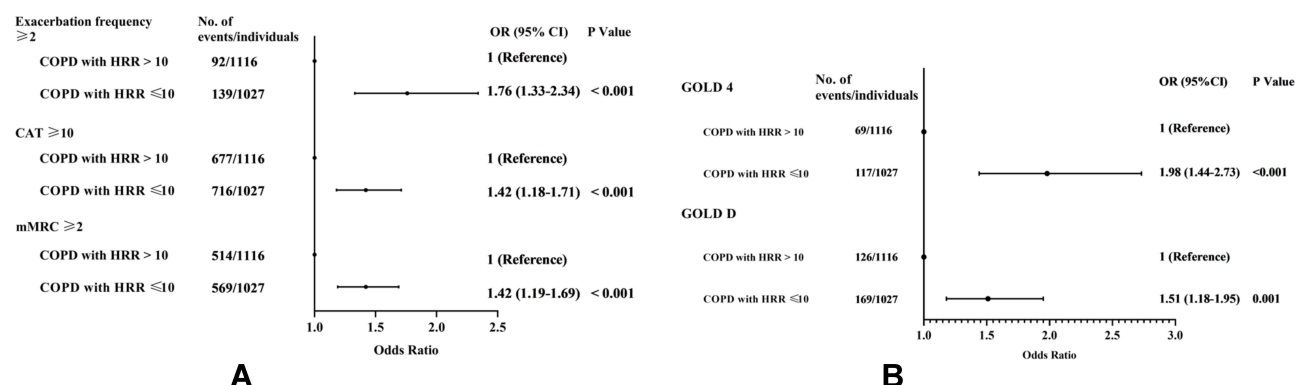 Exacerbation frequency ≥2 No. of events/individuals OR (95% CI) P Value
COPD with HRR > 10 92/1116 1 (Reference)
COPD with HRR ≤10 139/1027 1.76 (1.33-2.34) < 0.001
CAT ≥10
COPD with HRR > 10 677/1116 1 (Reference)
COPD with HRR ≤10 716/1027 1.42 (1.18-1.71) < 0.001
mMRC ≥2
COPD with HRR > 10 514/1116 1 (Reference)
COPD with HRR ≤10 569/1027 1.42 (1.19-1.69) < 0.001
1.0 1.5 2.0 2.5
Odds Ratio
A
GOLD 4 No. of events/individuals OR (95%CI) P Value
COPD with HRR > 10 69/1116 1 (Reference)
COPD with HRR ≤10 117/1027 1.98 (1.44-2.73) <0.001
GOLD D
COPD with HRR > 10 126/1116 1 (Reference)
COPD with HRR ≤10 169/1027 1.51 (1.18-1.95) 0.001
1.0 1.5 2.0 2.5 3.0
Odds Ratio
B